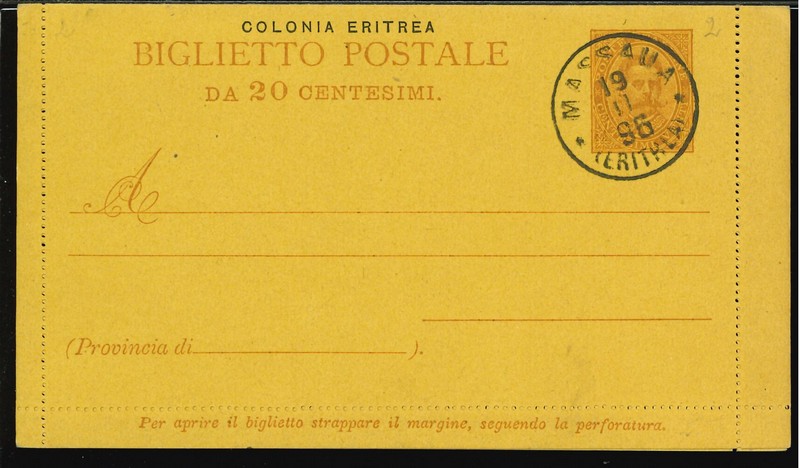 COLONIA ERITREA
BIGLIETTO POSTALE
DA 20 CENTESIMI.
MASSAUA
19
11
96
(ERITREA)
A
(Provincia di ).
Per aprire il biglietto strappare il margine, seguendo la perforatura.
2